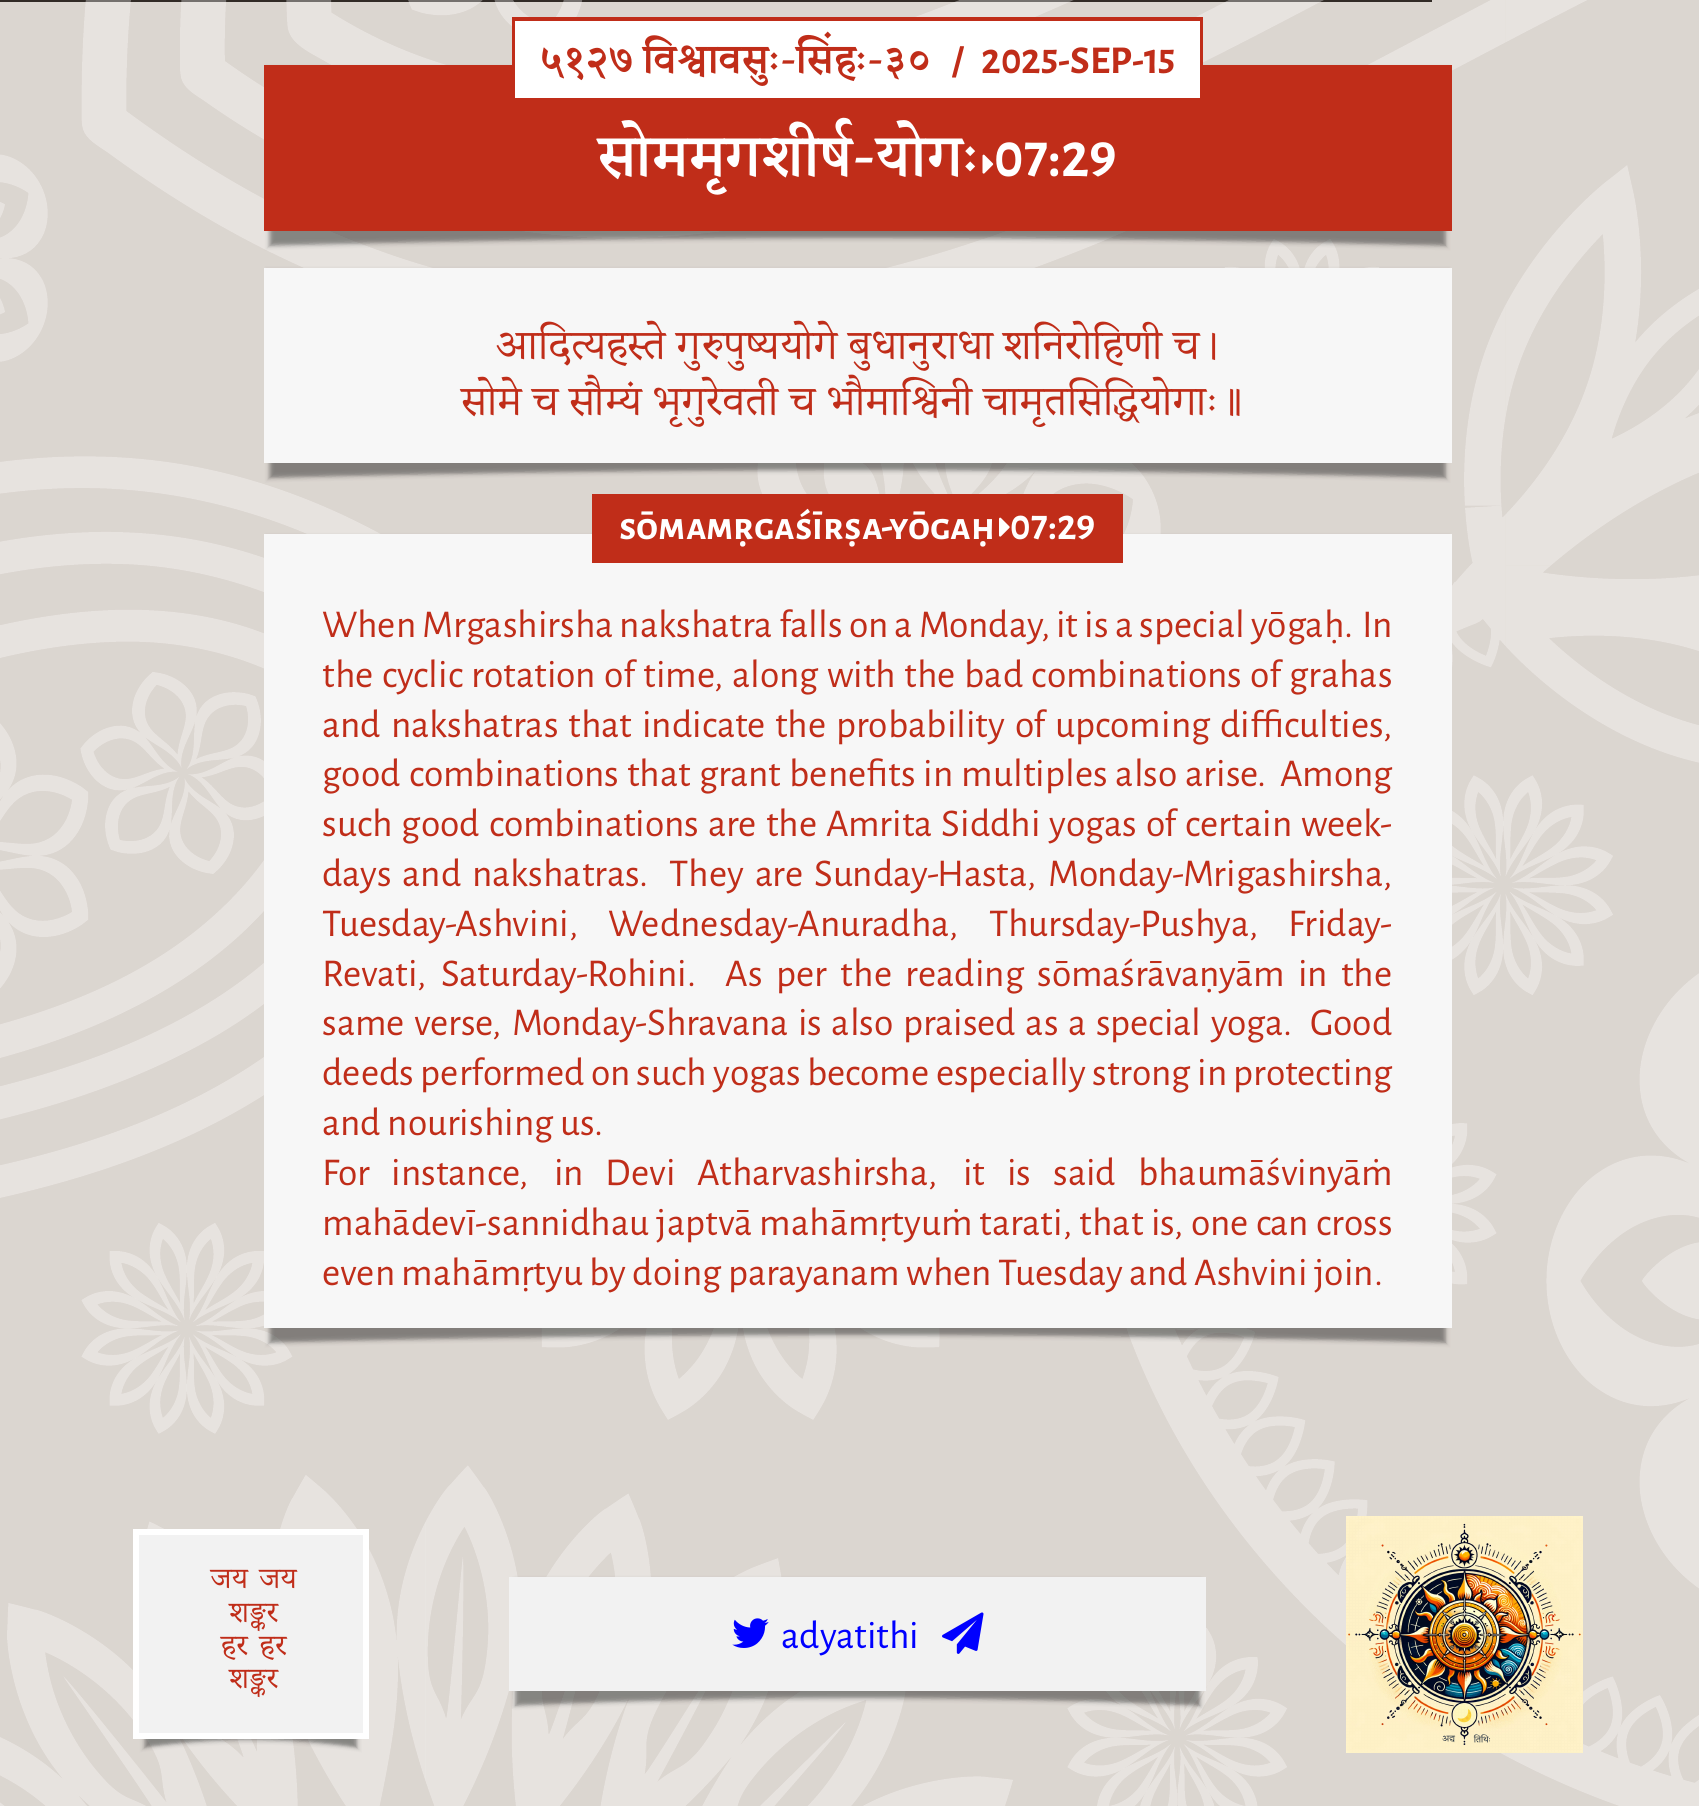 ५१२७ विश्वावसुः-सिंहः-३० / 2025-SEP-15
सोममृगशीर्ष-योगः▸07:29
आदित्यहस्ते गुरुपुष्ययोगे बुधानुराधा शनिरोहिणी च।
सोमे च सौम्यं भृगुरेवती च भौमाश्विनी चामृतसिद्धियोगाः॥
SŌMAMṚGAŚĪRṢA-YŌGAḤ▸07:29
When Mrgashirsha nakshatra falls on a Monday, it is a special yōgaḥ. In
the cyclic rotation of time, along with the bad combinations of grahas
and nakshatras that indicate the probability of upcoming difficulties,
good combinations that grant benefits in multiples also arise. Among
such good combinations are the Amrita Siddhi yogas of certain week-
days and nakshatras. They are Sunday-Hasta, Monday-Mrigashirsha,
Tuesday-Ashvini, Wednesday-Anuradha, Thursday-Pushya, Friday-
Revati, Saturday-Rohini. As per the reading sōmaśrāvaṇyām in the
same verse, Monday-Shravana is also praised as a special yoga. Good
deeds performed on such yogas become especially strong in protecting
and nourishing us.
For instance, in Devi Atharvashirsha, it is said bhaumāśvinyāṁ
mahādevī-sannidhau japtvā mahāmṛtyuṁ tarati, that is, one can cross
even mahāmṛtyu by doing parayanam when Tuesday and Ashvini join.
जय जय
शङ्कर
हर हर
शङ्कर
adyatithi
अद्य तिथिः